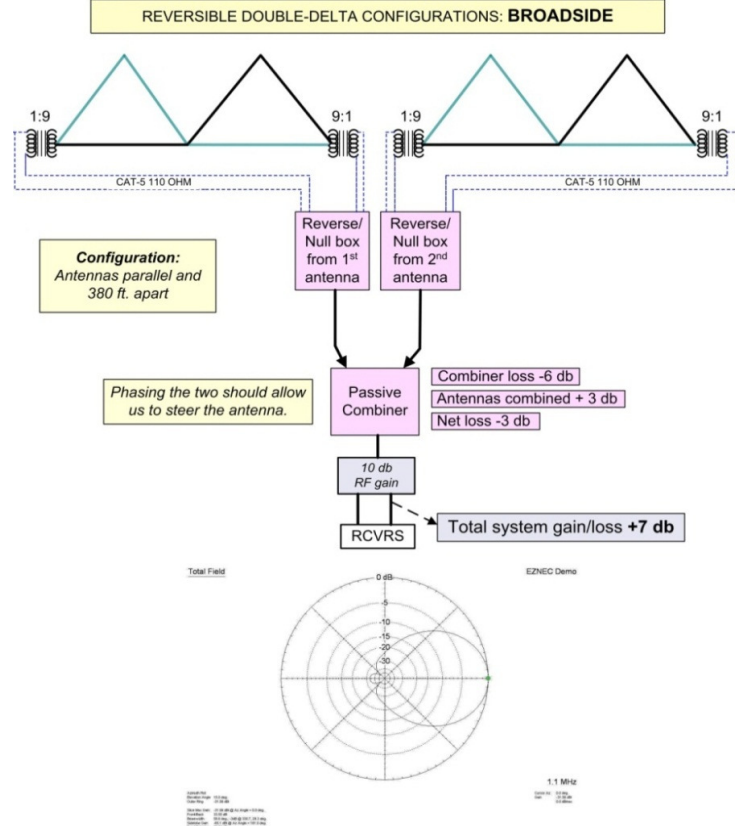 REVERSIBLE DOUBLE-DELTA CONFIGURATIONS: BROADSIDE
1:9
9:1
1:9
9:1
CAT-5 110 OHM
CAT-5 110 OHM
Reverse/
Null box
from 1st
antenna
Reverse/
Null box
from 2nd
antenna
Configuration:
Antennas parallel and
380 ft. apart
Phasing the two should allow
us to steer the antenna.
Passive
Combiner
Combiner loss -6 db
Antennas combined + 3 db
Net loss -3 db
10 db
RF gain
RCVRS
Total system gain/loss +7 db
Total Field
EZNEC Demo
0 dB
-5
-10
-15
-20
-30
1.1 MHz